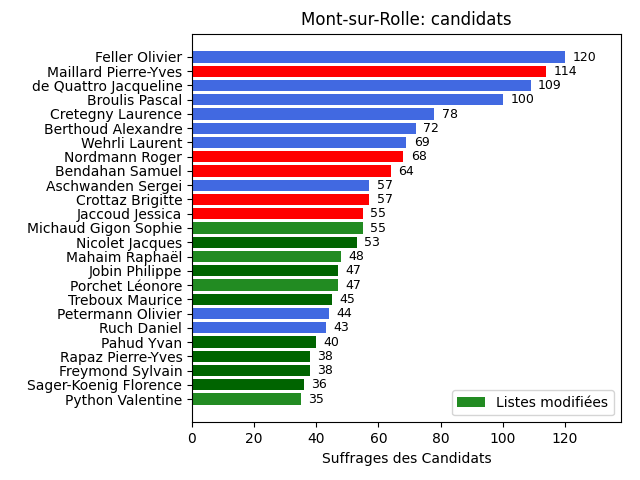 Mont-sur-Rolle: candidats
Feller Olivier 120
Maillard Pierre-Yves 114
de Quattro Jacqueline 109
Broulis Pascal 100
Cretegny Laurence 78
Berthoud Alexandre 72
Wehrli Laurent 69
Nordmann Roger 68
Bendahan Samuel 64
Aschwanden Sergei 57
Crottaz Brigitte 57
Jaccoud Jessica 55
Michaud Gigon Sophie 55
Nicolet Jacques 53
Mahaim Raphaël 48
Jobin Philippe 47
Porchet Léonore 47
Treboux Maurice 45
Petermann Olivier 44
Ruch Daniel 43
Pahud Yvan 40
Rapaz Pierre-Yves 38
Freymond Sylvain 38
Sager-Koenig Florence 36
Python Valentine 35
Listes modifiées
0 20 40 60 80 100 120
Suffrages des Candidats